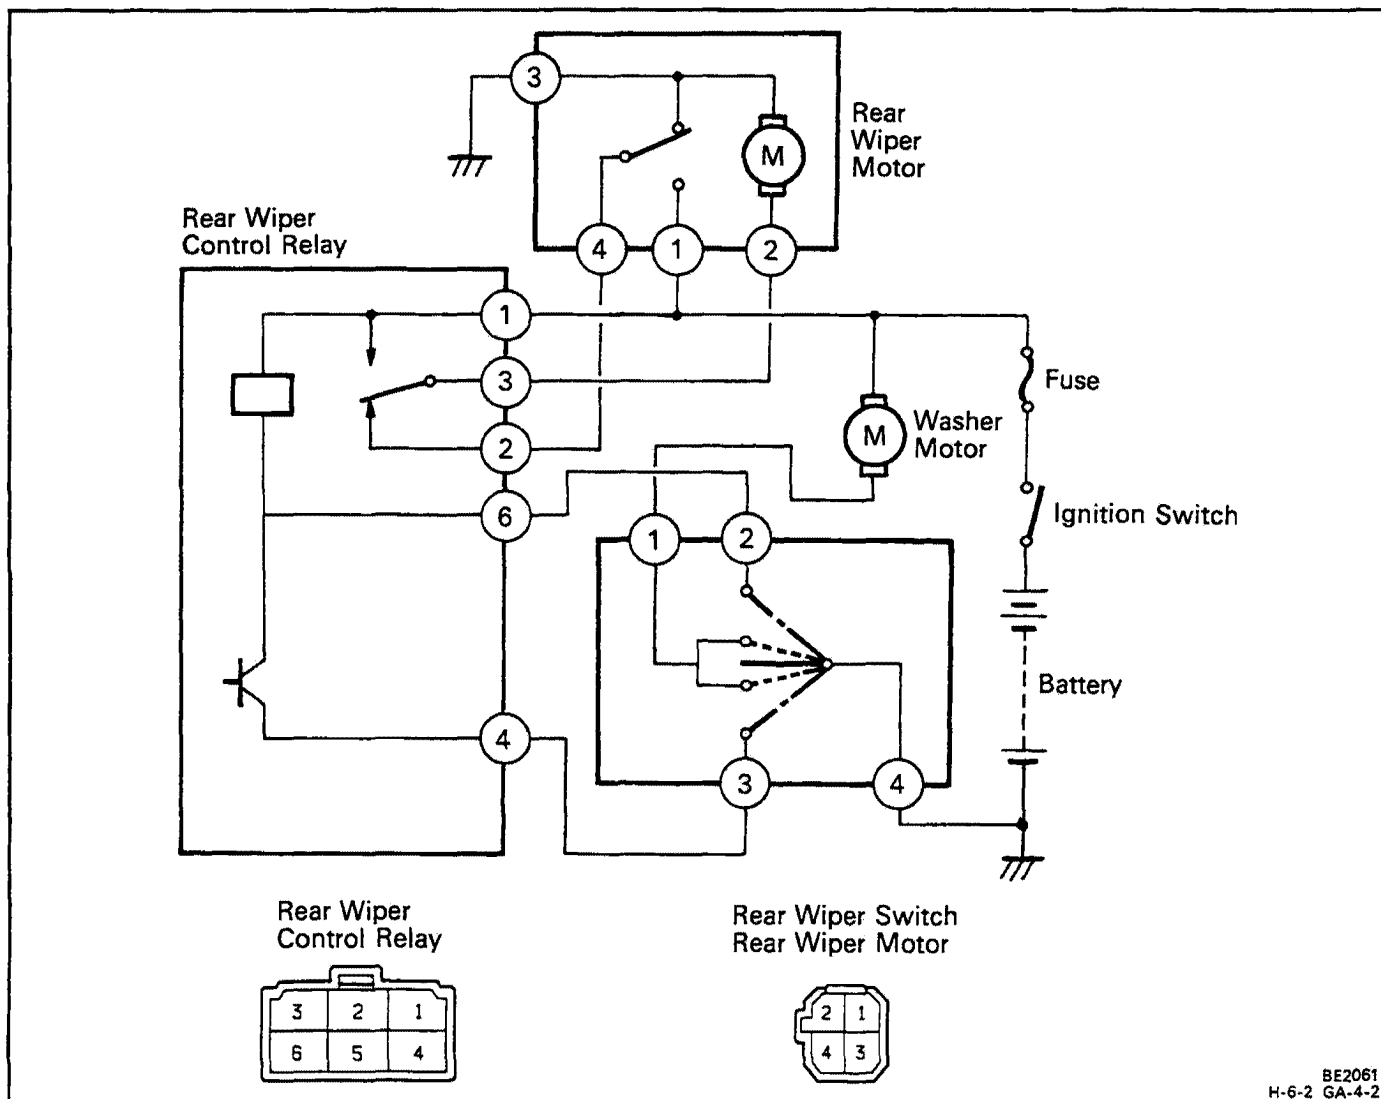 3
Rear
Wiper
Motor
M
Rear Wiper
Control Relay
4
1
2
1
3
Fuse
Washer
Motor
M
2
6
Ignition Switch
1
2
Battery
4
3
4
Rear Wiper
Control Relay
Rear Wiper Switch
Rear Wiper Motor
3 2 1
6 5 4
2 1
4 3
BE2061
H-6-2 GA-4-2